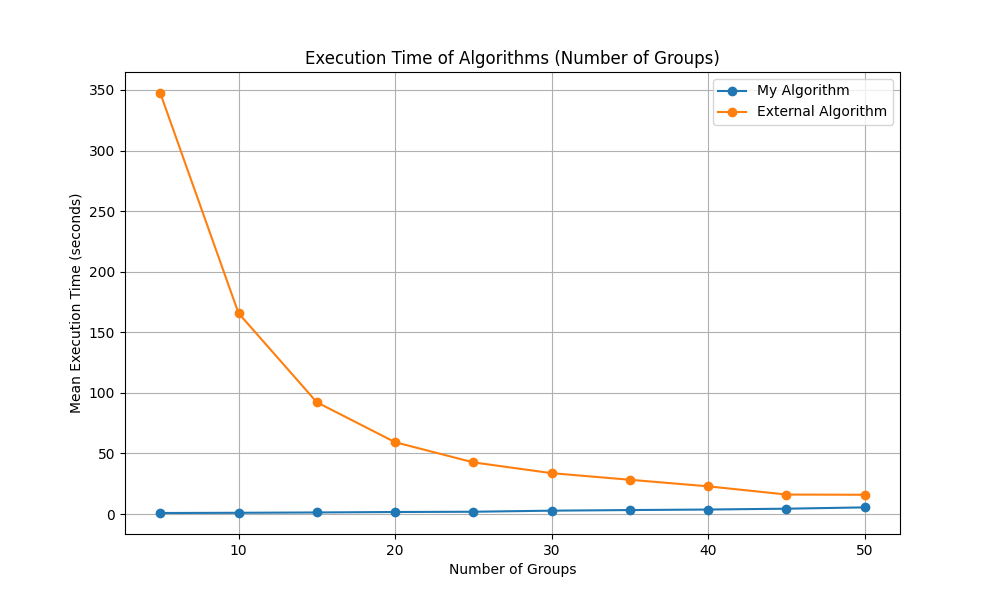 Execution Time of Algorithms (Number of Groups)
My Algorithm
External Algorithm
Mean Execution Time (seconds)
350
300
250
200
150
100
50
0
10 20 30 40 50
Number of Groups